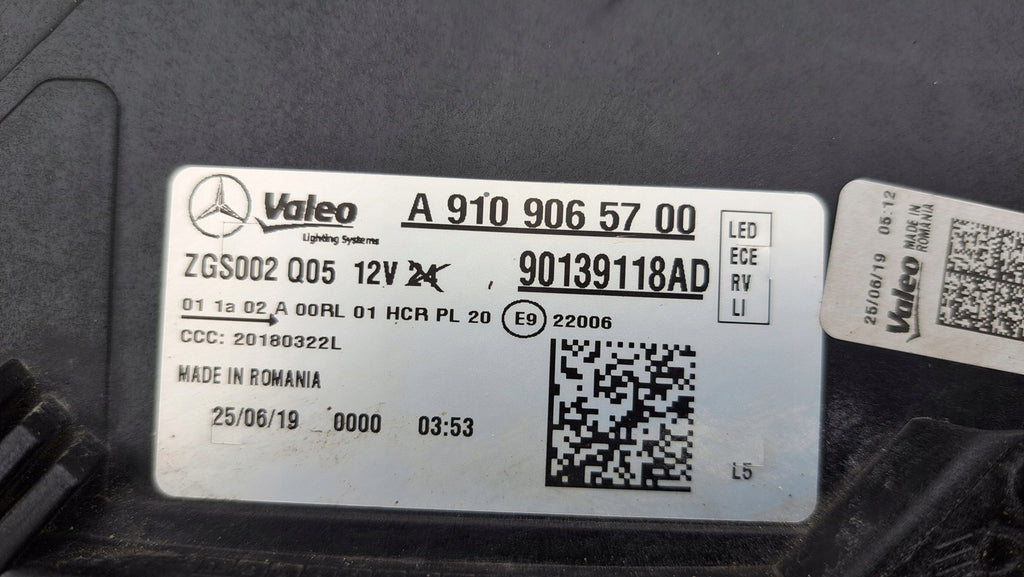 Valeo
Lighting Systems
A 910 906 57 00
ZGS002 Q05 12V
90139118AD
LED
ECE
RV
LI
01 1a 02 A 00RL 01 HCR PL 20 E9 22006
CCC: 20180322L
MADE IN ROMANIA
25/06/19 0000 03:53
L5
25/06/19 05:12
Valeo MADE IN
ROMANIA